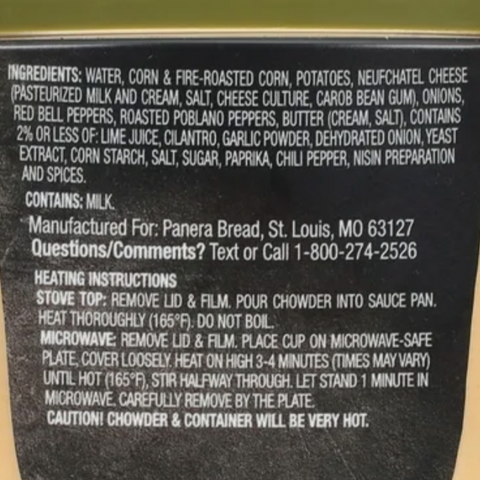 INGREDIENTS: WATER, CORN & FIRE-ROASTED CORN, POTATOES, NEUFCHATEL CHEESE
(PASTEURIZED MILK AND CREAM, SALT, CHEESE CULTURE, CAROB BEAN GUM), ONIONS,
RED BELL PEPPERS, ROASTED POBLANO PEPPERS, BUTTER (CREAM, SALT), CONTAINS
2% OR LESS OF: LIME JUICE, CILANTRO, GARLIC POWDER, DEHYDRATED ONION, YEAST
EXTRACT, CORN STARCH, SALT, SUGAR, PAPRIKA, CHILI PEPPER, NISIN PREPARATION
AND SPICES.
CONTAINS: MILK.
Manufactured For: Panera Bread, St. Louis, MO 63127
Questions/Comments? Text or Call 1-800-274-2526
HEATING INSTRUCTIONS
STOVE TOP: REMOVE LID & FILM. POUR CHOWDER INTO SAUCE PAN.
HEAT THOROUGHLY (165°F). DO NOT BOIL.
MICROWAVE: REMOVE LID & FILM. PLACE CUP ON MICROWAVE-SAFE
PLATE, COVER LOOSELY. HEAT ON HIGH 3-4 MINUTES (TIMES MAY VARY)
UNTIL HOT (165°F), STIR HALFWAY THROUGH. LET STAND 1 MINUTE IN
MICROWAVE. CAREFULLY REMOVE BY THE PLATE.
CAUTION! CHOWDER & CONTAINER WILL BE VERY HOT.